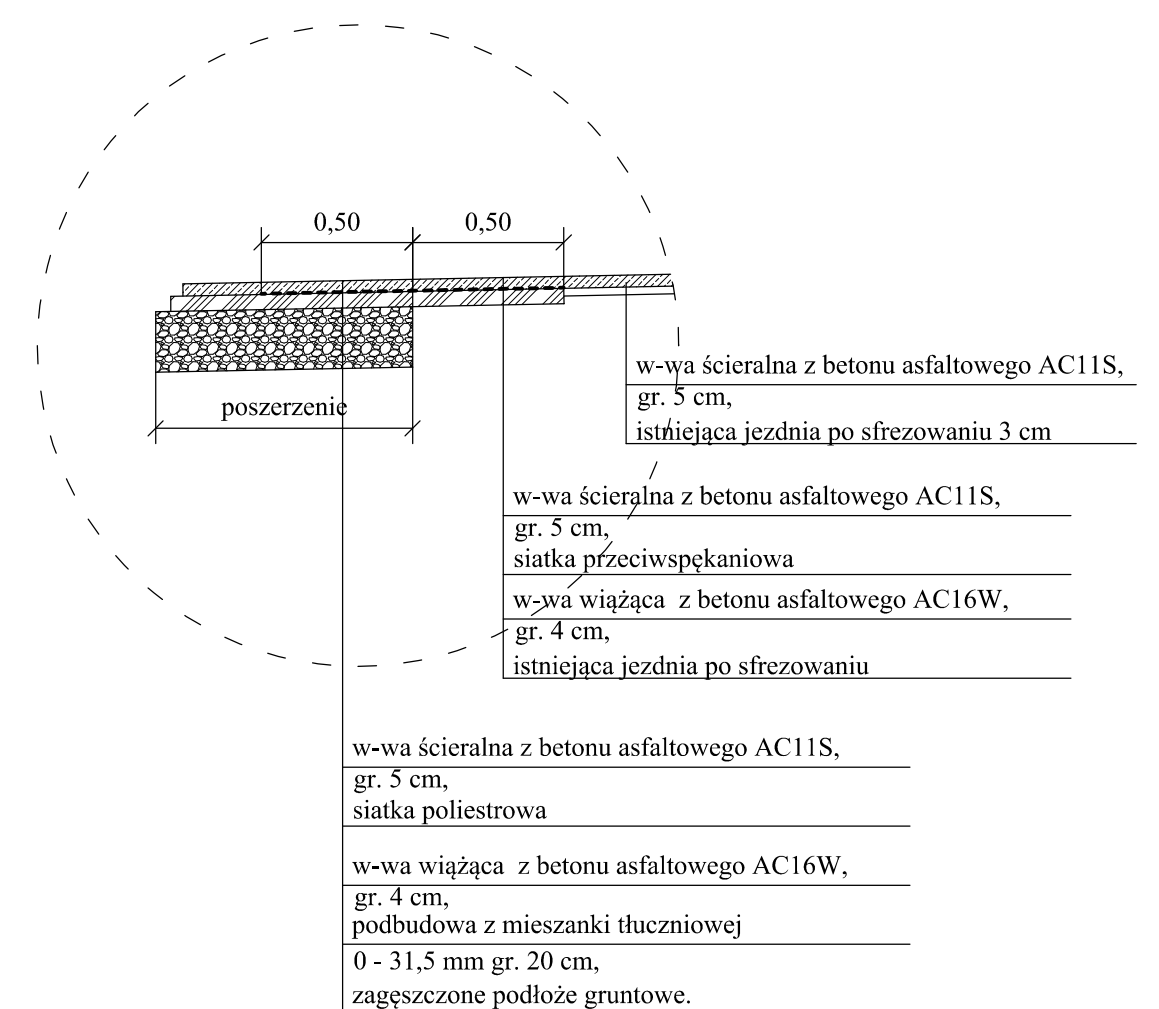 0,50
0,50
poszerzenie
w-wa ścieralna z betonu asfaltowego AC11S,
gr. 5 cm,
istniejąca jezdnia po sfrezowaniu 3 cm
w-wa ścieralna z betonu asfaltowego AC11S,
gr. 5 cm,
siatka przeciwspękaniowa
w-wa wiążąca z betonu asfaltowego AC16W,
gr. 4 cm,
istniejąca jezdnia po sfrezowaniu
w-wa ścieralna z betonu asfaltowego AC11S,
gr. 5 cm,
siatka poliestrowa
w-wa wiążąca z betonu asfaltowego AC16W,
gr. 4 cm,
podbudowa z mieszanki tłuczniowej
0 - 31,5 mm gr. 20 cm,
zagęszczone podłoże gruntowe.